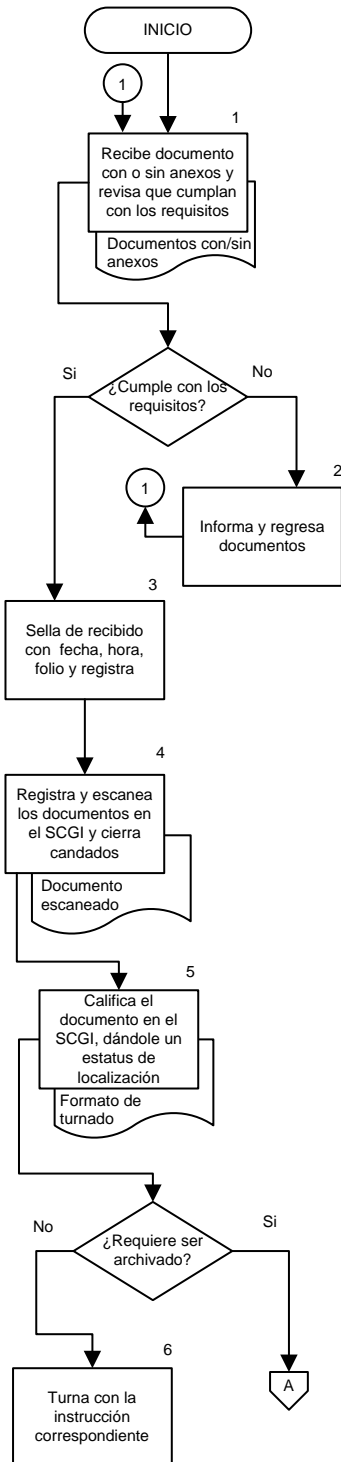 INICIO
1
1
Recibe documento
con o sin anexos y
revisa que cumplan
con los requisitos
Documentos con/sin
anexos
Si
¿Cumple con los
requisitos?
No
1
2
Informa y regresa
documentos
3
Sella de recibido
con fecha, hora,
folio y registra
4
Registra y escanea
los documentos en
el SCGI y cierra
candados
Documento
escaneado
5
Califica el
documento en el
SCGI, dándole un
estatus de
localización
Formato de
turnado
No
¿Requiere ser
archivado?
Si
6
Turna con la
instrucción
correspondiente
A